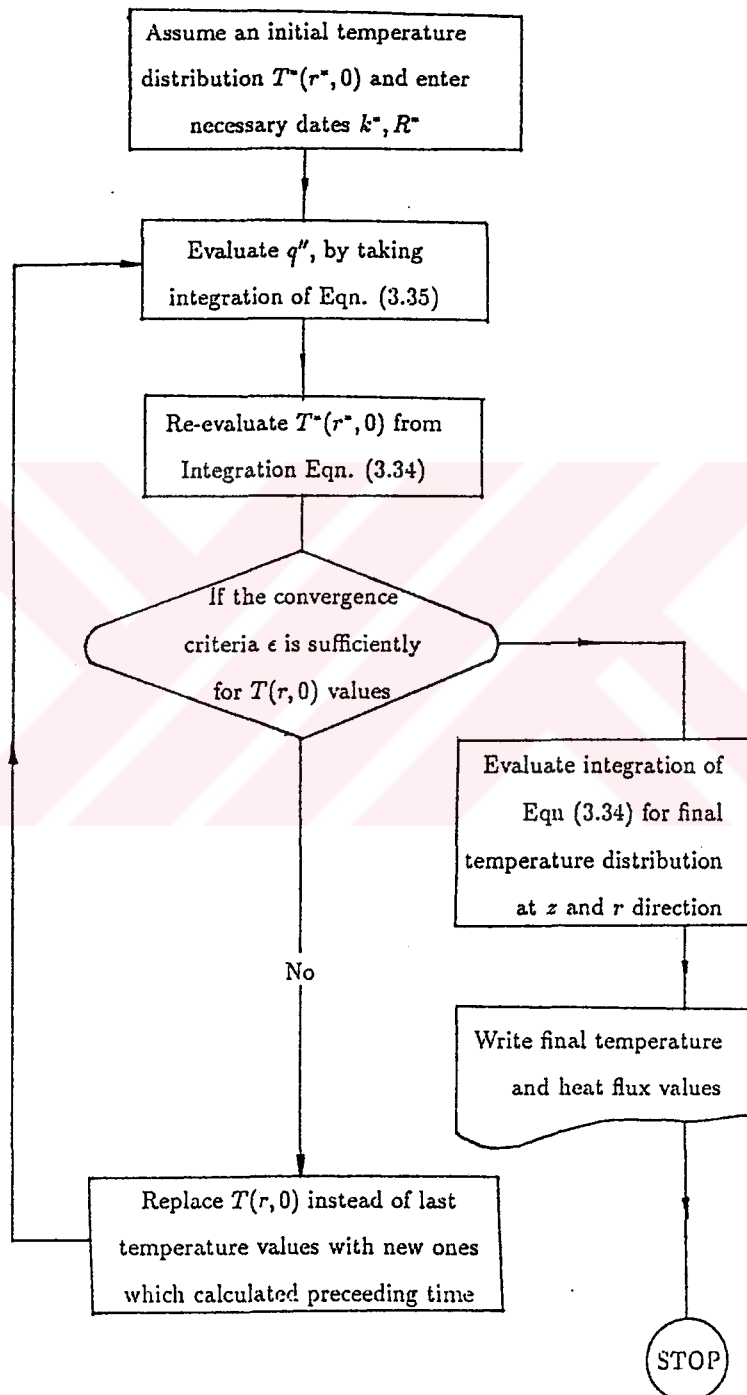 Assume an initial temperature
distribution T*(r*, 0) and enter
necessary dates k*, R*
Evaluate q″, by taking
integration of Eqn. (3.35)
Re-evaluate T*(r*, 0) from
Integration Eqn. (3.34)
If the convergence
criteria ϵ is sufficiently
for T(r, 0) values
Evaluate integration of
Eqn (3.34) for final
temperature distribution
at z and r direction
No
Write final temperature
and heat flux values
Replace T(r, 0) instead of last
temperature values with new ones
which calculated preceeding time
STOP